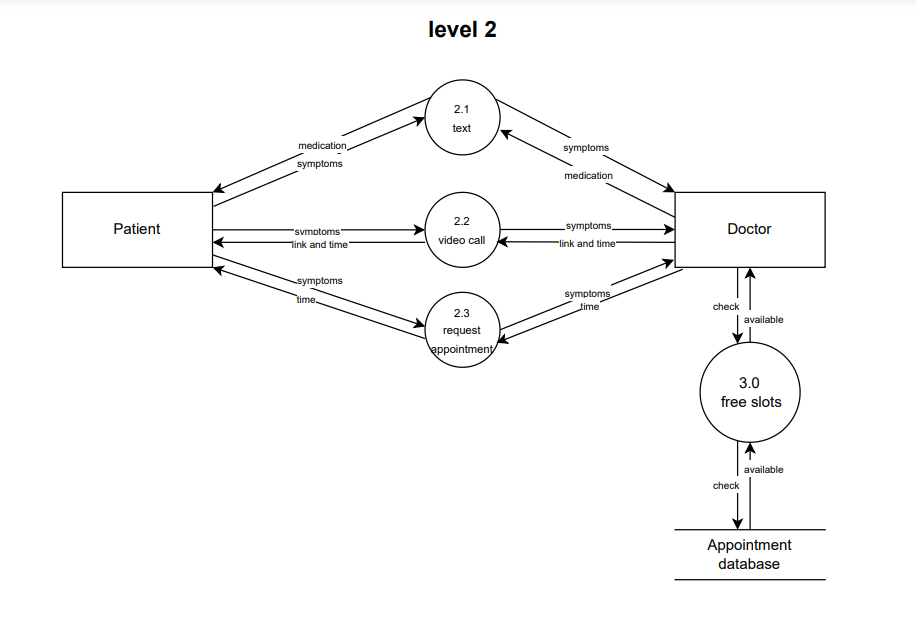 level 2
2.1
text
medication
symptoms
symptoms
medication
Patient
2.2
video call
Doctor
symptoms
link and time
symptoms
link and time
symptoms
time
2.3
request
appointment
symptoms
time
check
available
3.0
free slots
available
check
Appointment
database